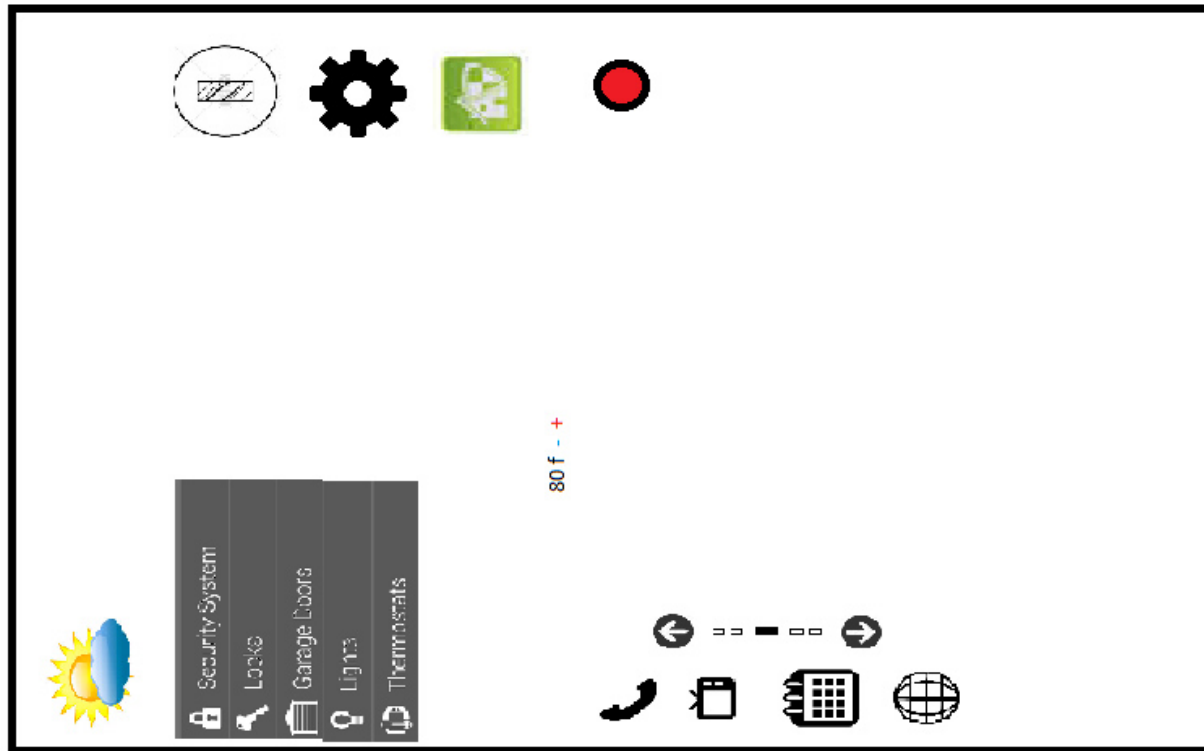 Security System
Locks
Garage Doors
Lights
Thermostats
80 f - +